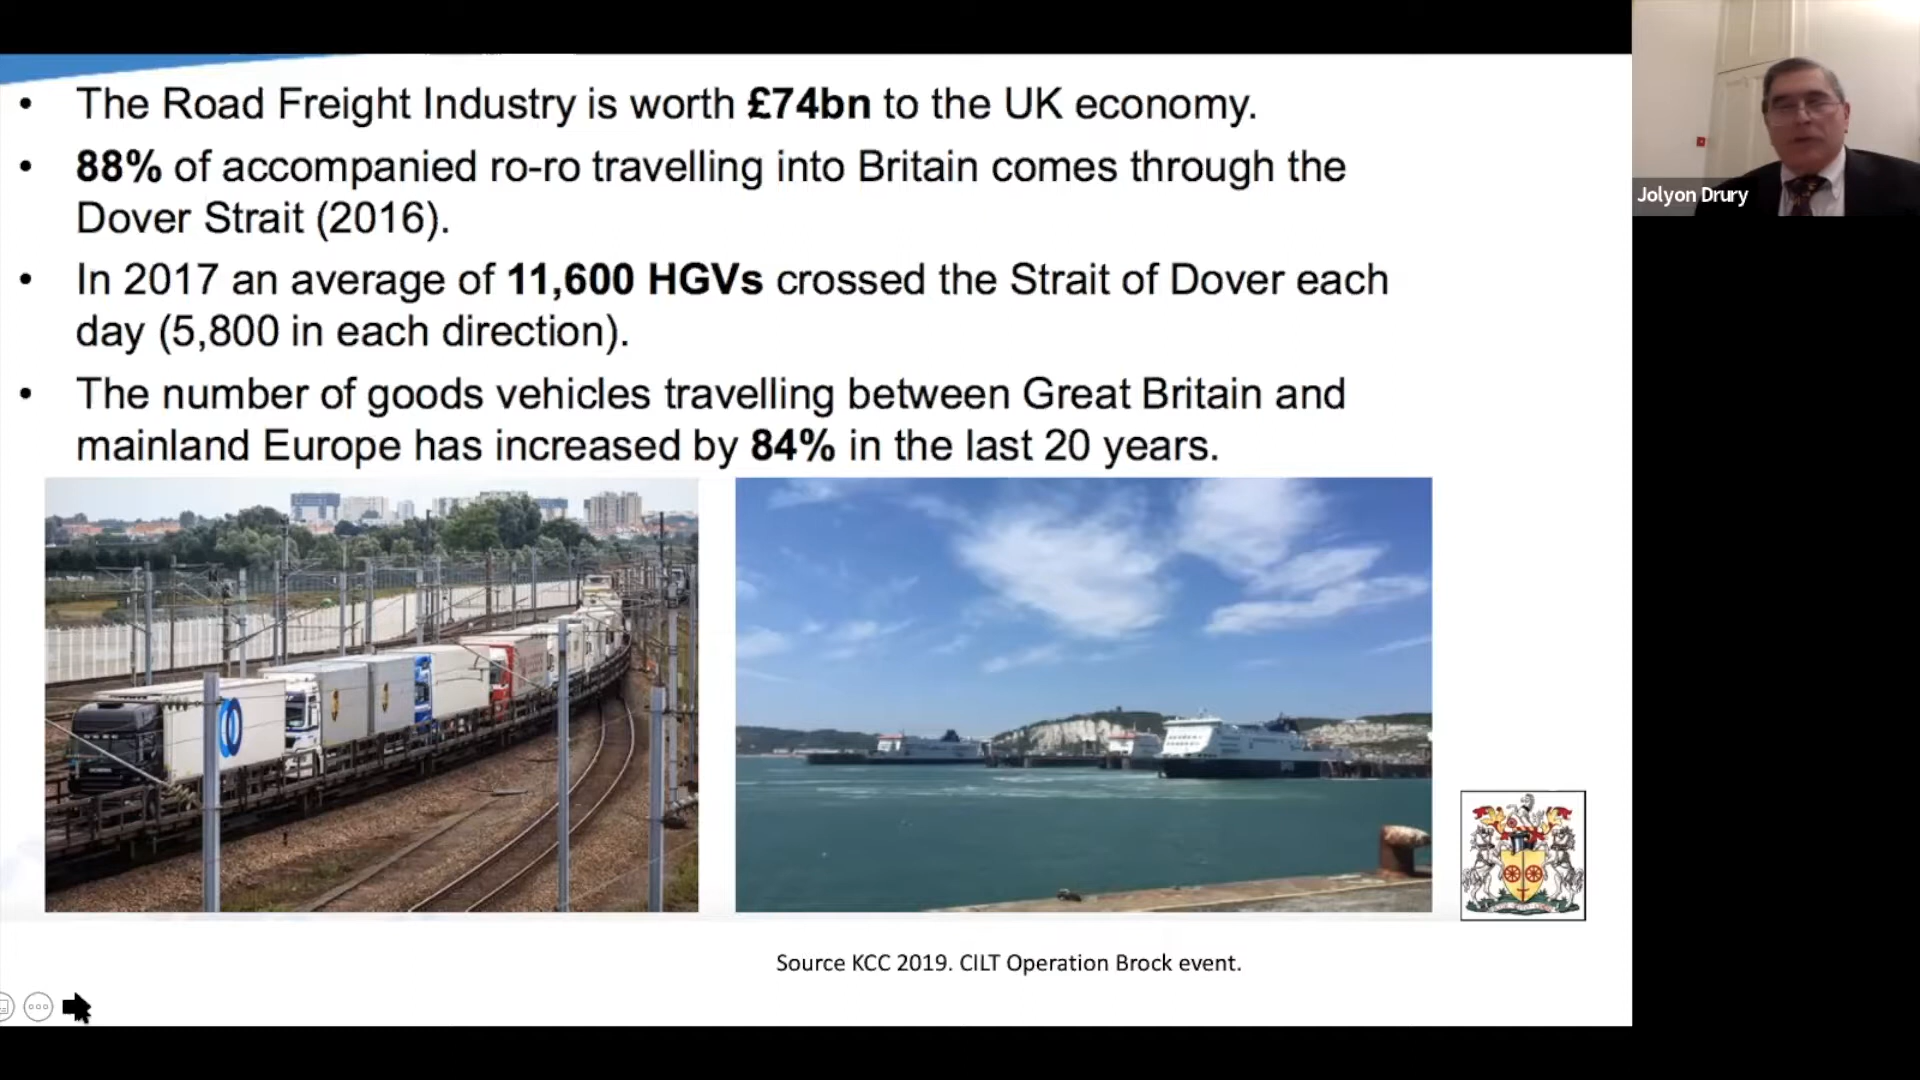 • The Road Freight Industry is worth £74bn to the UK economy.
• 88% of accompanied ro-ro travelling into Britain comes through the
Dover Strait (2016).
• In 2017 an average of 11,600 HGVs crossed the Strait of Dover each
day (5,800 in each direction).
• The number of goods vehicles travelling between Great Britain and
mainland Europe has increased by 84% in the last 20 years.
Source KCC 2019. CILT Operation Brock event.
Jolyon Drury